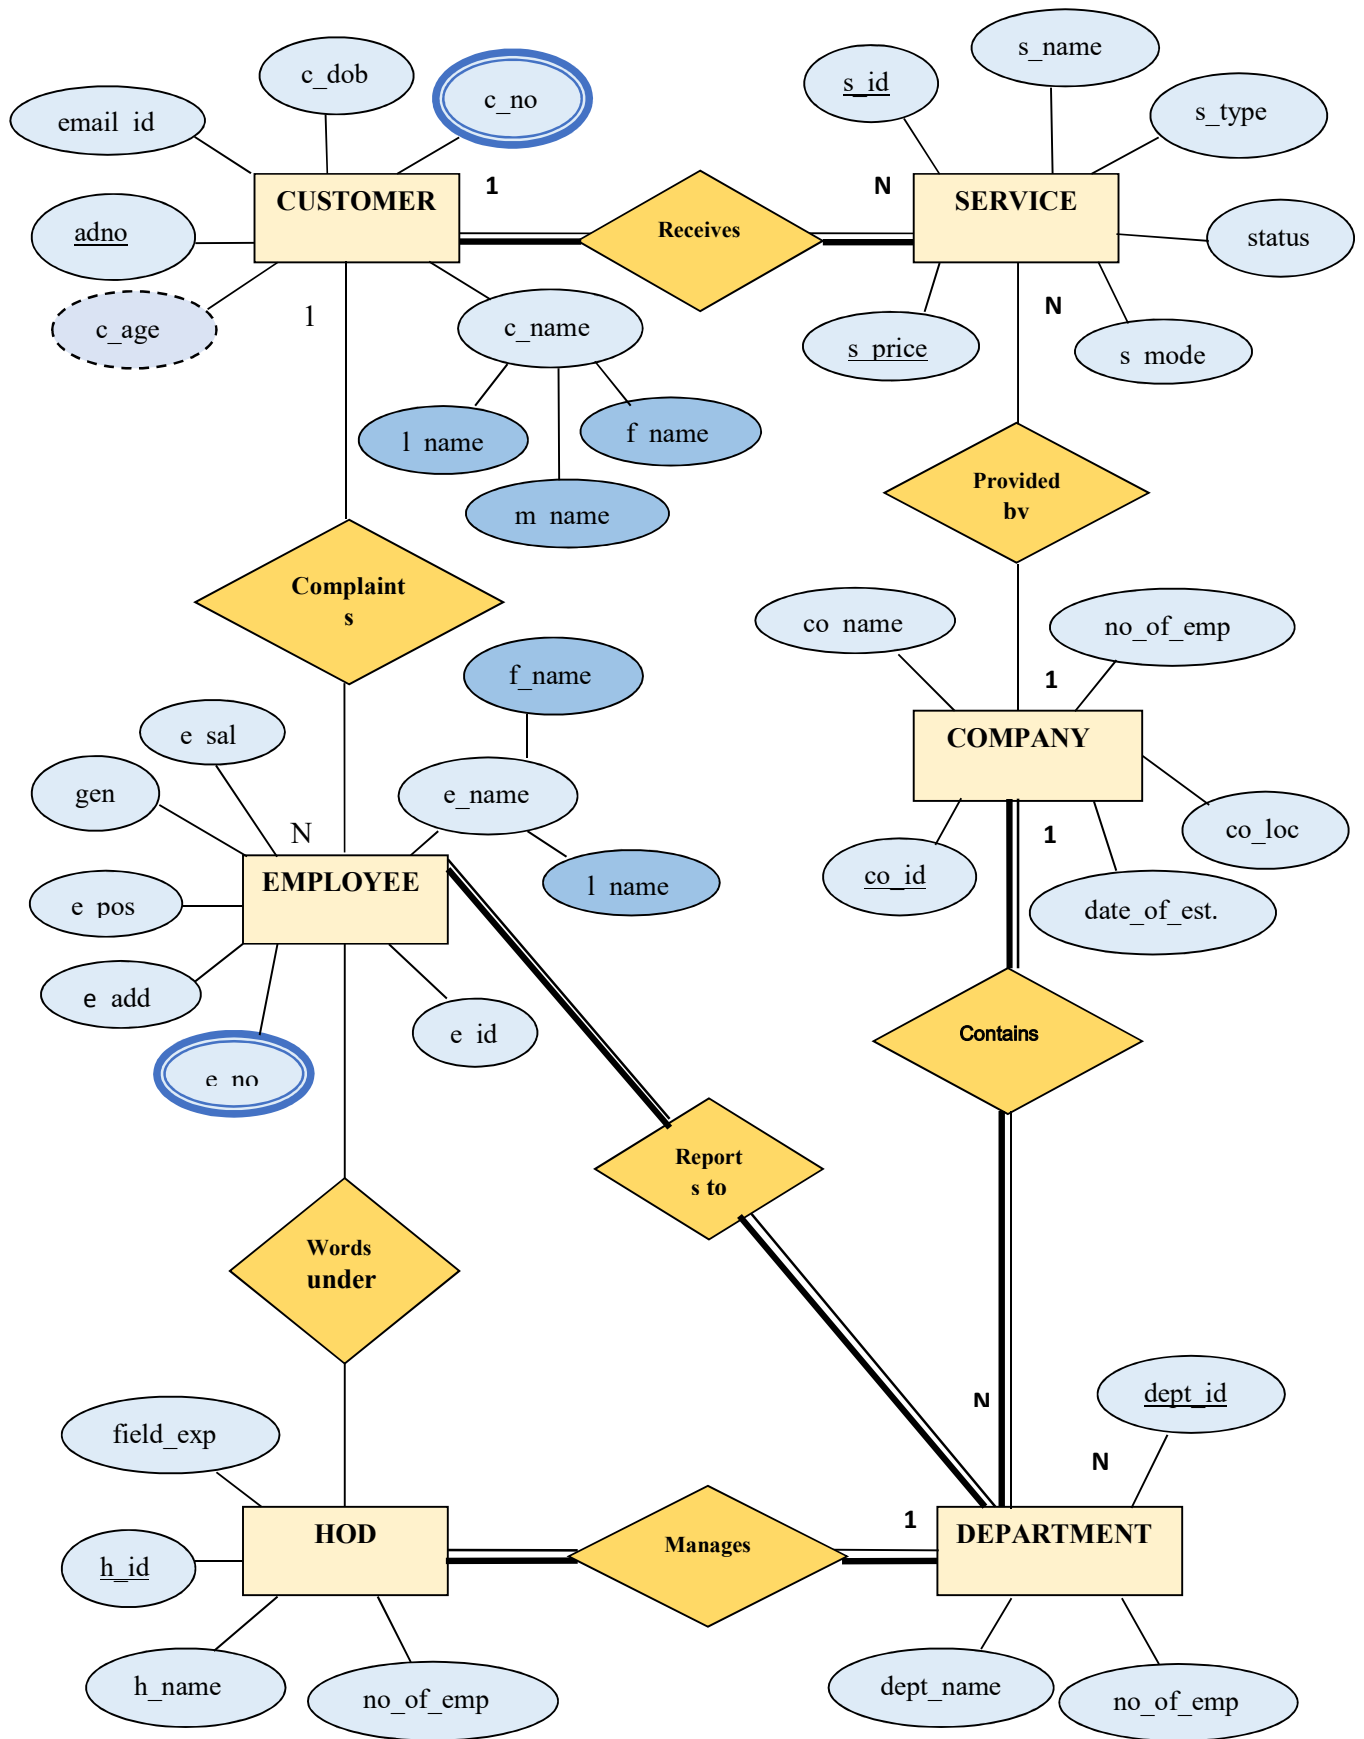 s_name
c_dob
s_id
c_no
s_type
email_id
1
N
CUSTOMER
SERVICE
Receives
adno
status
N
1
c_age
c_name
s_price
s_mode
l_name
f_name
Provided
by
m_name
Complaint
s
co_name
no_of_emp
f_name
1
e_sal
COMPANY
gen
e_name
N
1
co_loc
EMPLOYEE
l_name
co_id
e_pos
date_of_est.
e_add
e_id
Contains
e_no
Report
s to
Words
under
dept_id
N
field_exp
N
1
HOD
DEPARTMENT
Manages
h_id
h_name
dept_name
no_of_emp
no_of_emp